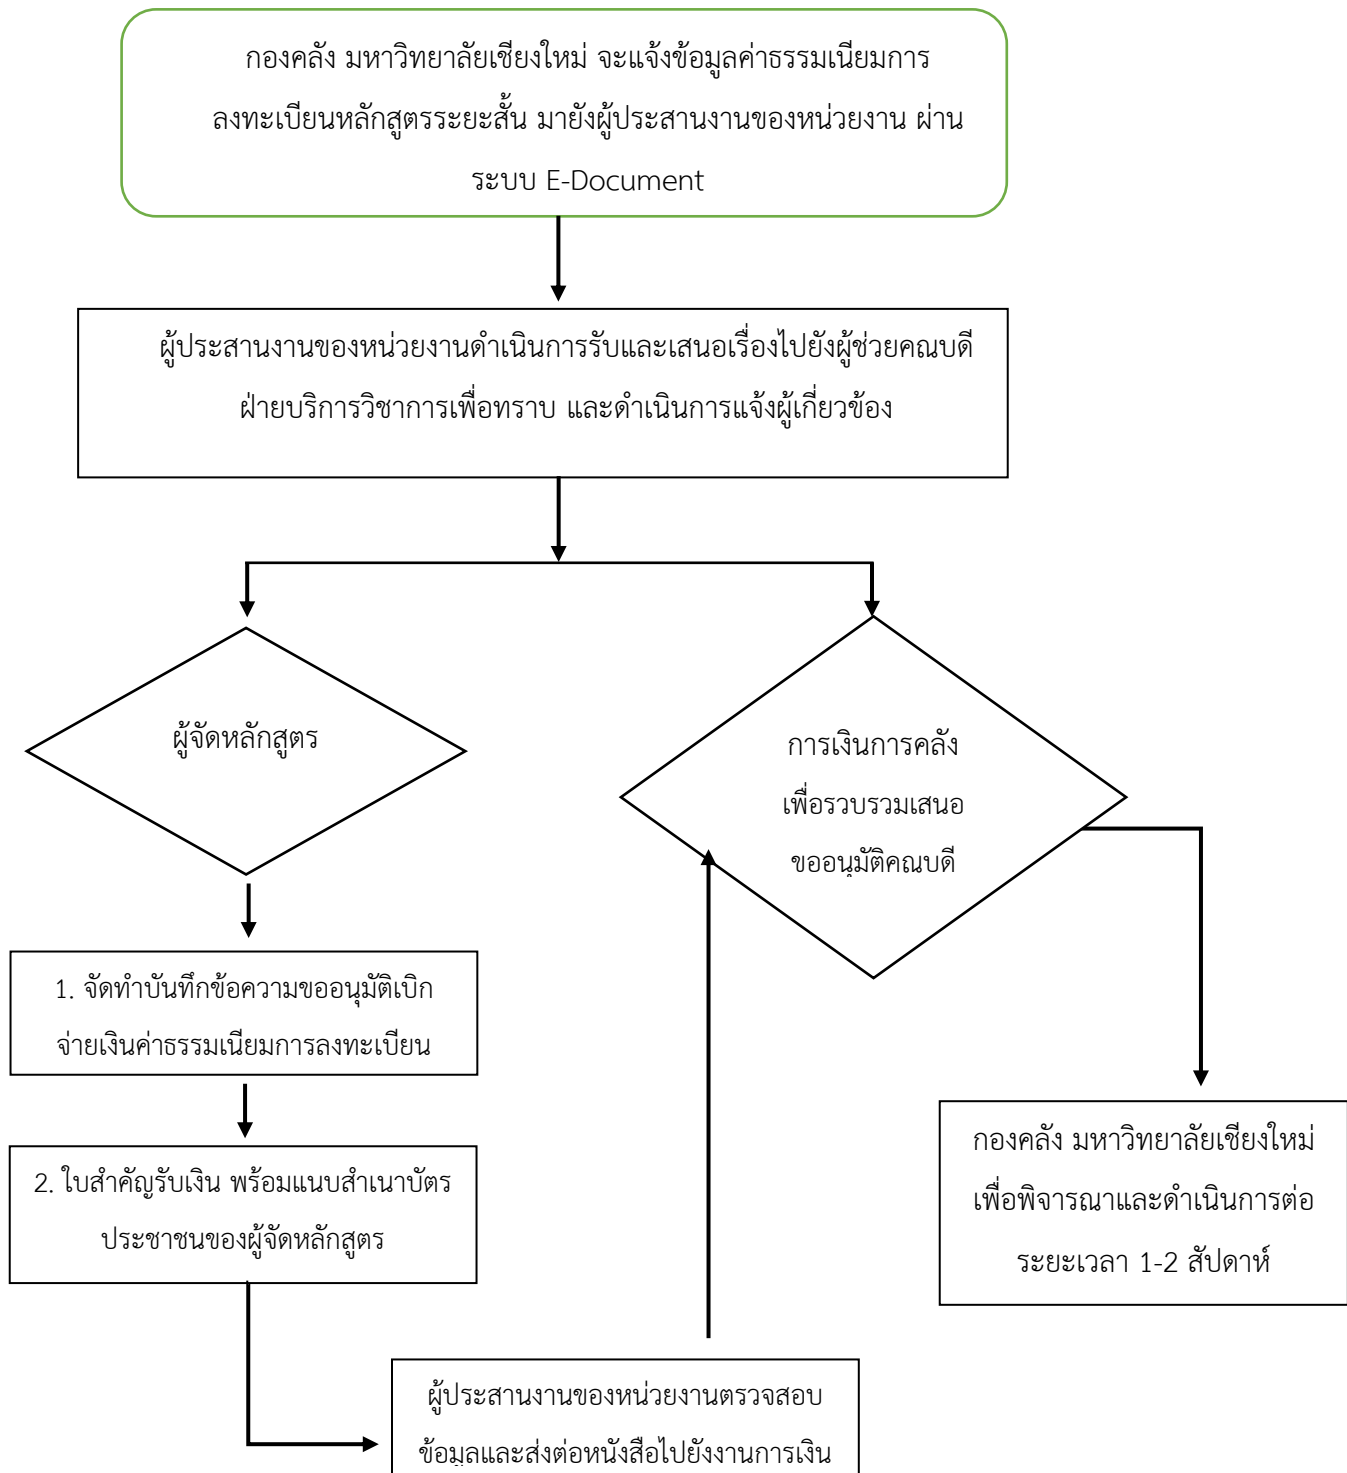 กองคลัง มหาวิทยาลัยเชียงใหม่ จะแจ้งข้อมูลค่าธรรมเนียมการ
ลงทะเบียนหลักสูตรระยะสั้น มายังผู้ประสานงานของหน่วยงาน ผ่าน
ระบบ E-Document
ผู้ประสานงานของหน่วยงานดำเนินการรับและเสนอเรื่องไปยังผู้ช่วยคณบดี
ฝ่ายบริการวิชาการเพื่อทราบ และดำเนินการแจ้งผู้เกี่ยวข้อง
ผู้จัดหลักสูตร
การเงินการคลัง
เพื่อรวบรวมเสนอ
ขออนุมัติคณบดี
1. จัดทำบันทึกข้อความขออนุมัติเบิก
จ่ายเงินค่าธรรมเนียมการลงทะเบียน
2. ใบสำคัญรับเงิน พร้อมแนบสำเนาบัตร
ประชาชนของผู้จัดหลักสูตร
กองคลัง มหาวิทยาลัยเชียงใหม่
เพื่อพิจารณาและดำเนินการต่อ
ระยะเวลา 1-2 สัปดาห์
ผู้ประสานงานของหน่วยงานตรวจสอบ
ข้อมูลและส่งต่อหนังสือไปยังงานการเงิน